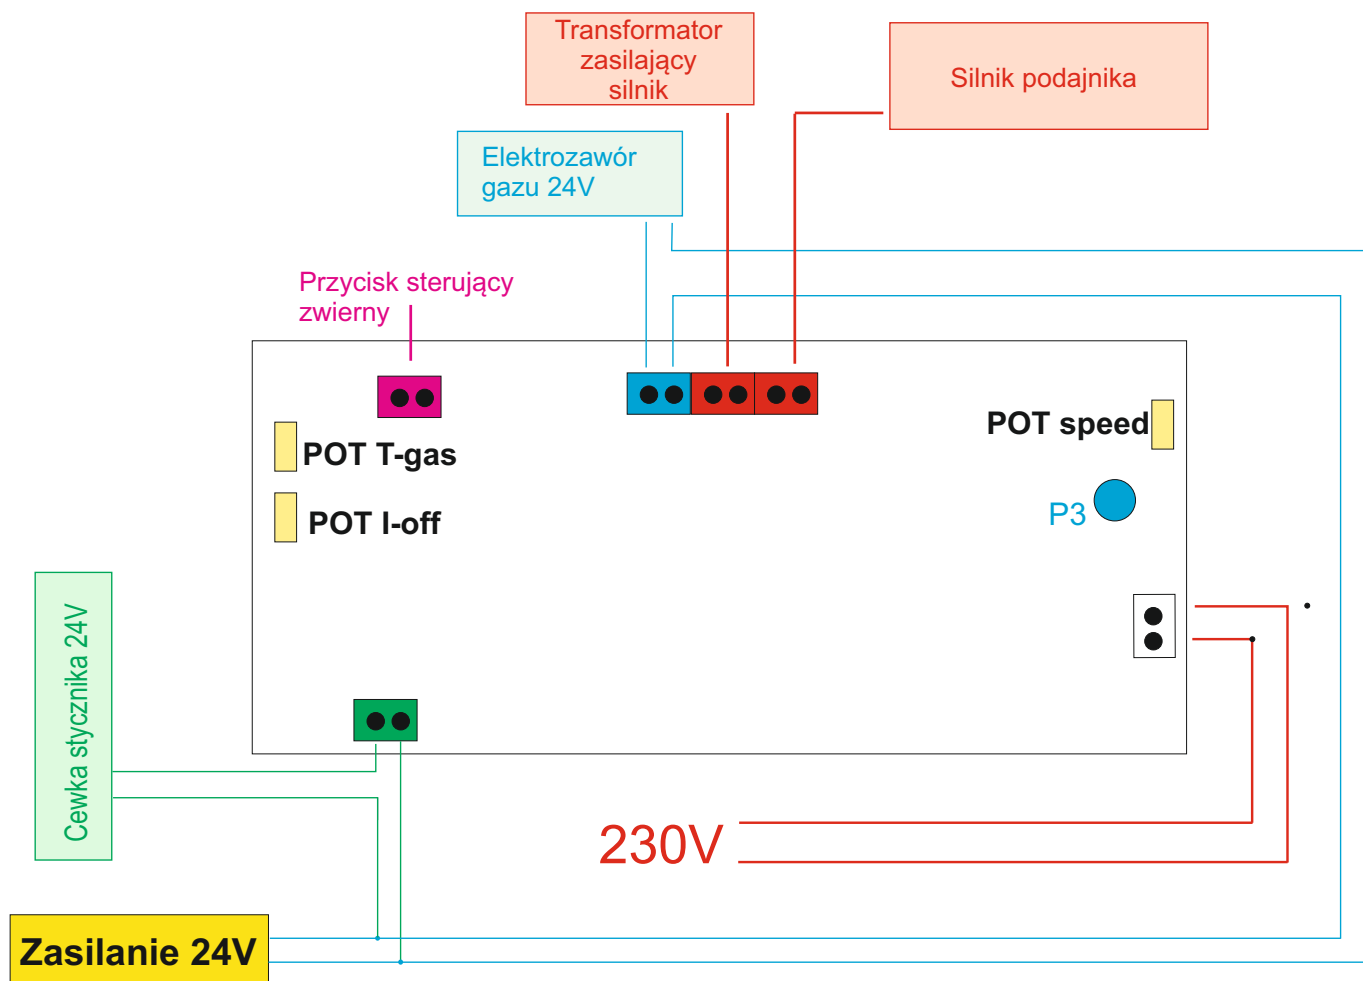 Transformator
zasilający
silnik
Silnik podajnika
Elektrozawór
gazu 24V
Przycisk sterujący
zwierny
POT speed
POT T-gas
P3
POT I-off
Cewka stycznika 24V
230V
Zasilanie 24V